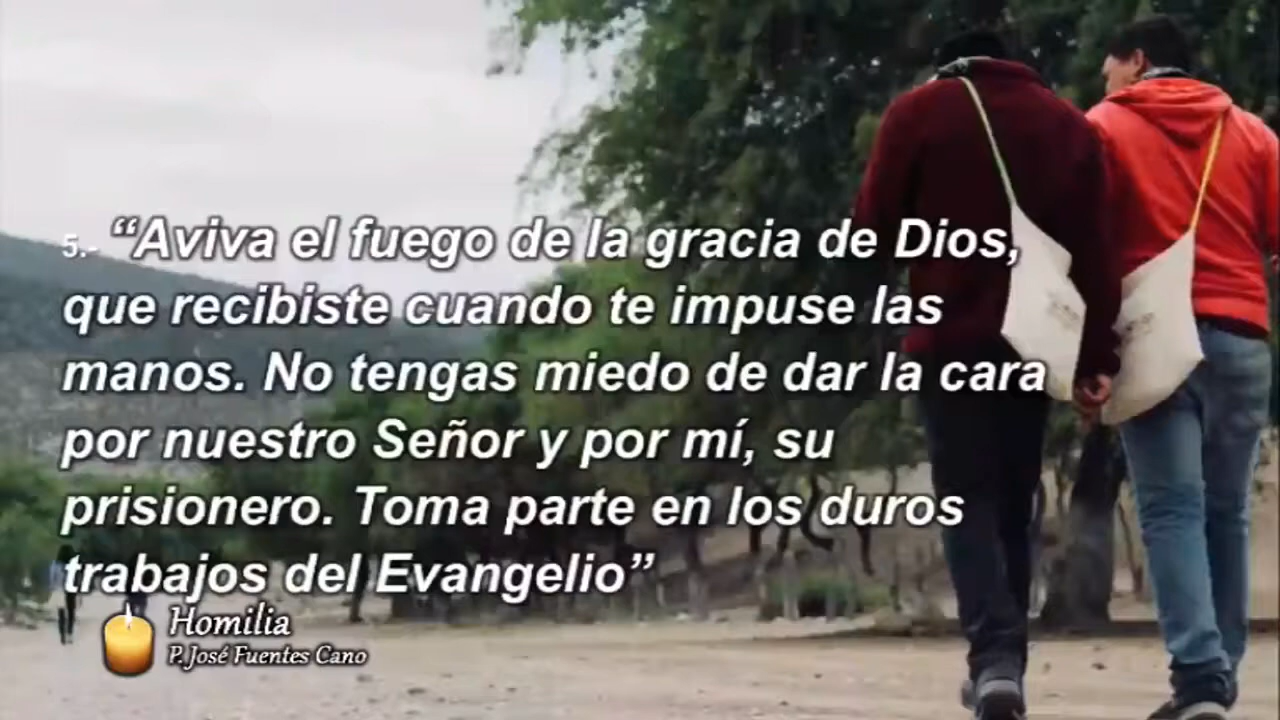 5.- “Aviva el fuego de la gracia de Dios,
que recibiste cuando te impuse las
manos. No tengas miedo de dar la cara
por nuestro Señor y por mí, su
prisionero. Toma parte en los duros
trabajos del Evangelio”
Homilia
P. José Fuentes Cano